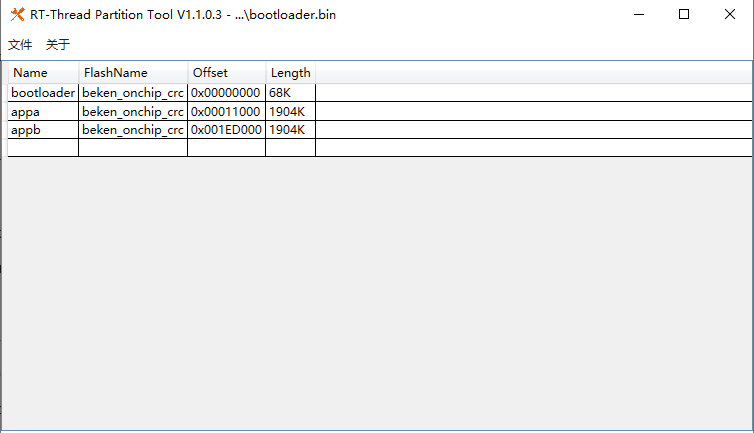 RT-Thread Partition Tool V1.1.0.3 - ...\bootloader.bin
文件 关于
Name FlashName Offset Length
bootloader beken_onchip_crc 0x00000000 68K
appa beken_onchip_crc 0x00011000 1904K
appb beken_onchip_crc 0x001ED000 1904K